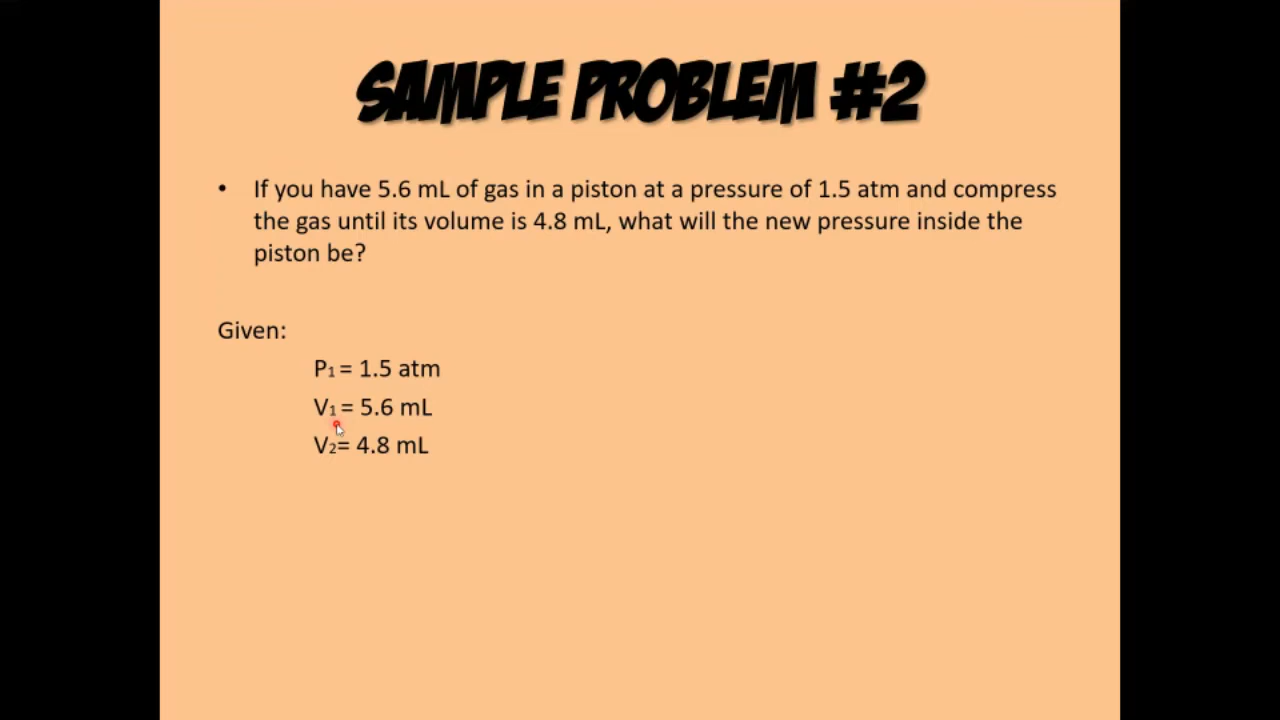 SAMPLE PROBLEM #2
• If you have 5.6 mL of gas in a piston at a pressure of 1.5 atm and compress
the gas until its volume is 4.8 mL, what will the new pressure inside the
piston be?
Given:
P₁ = 1.5 atm
V₁ = 5.6 mL
V₂= 4.8 mL